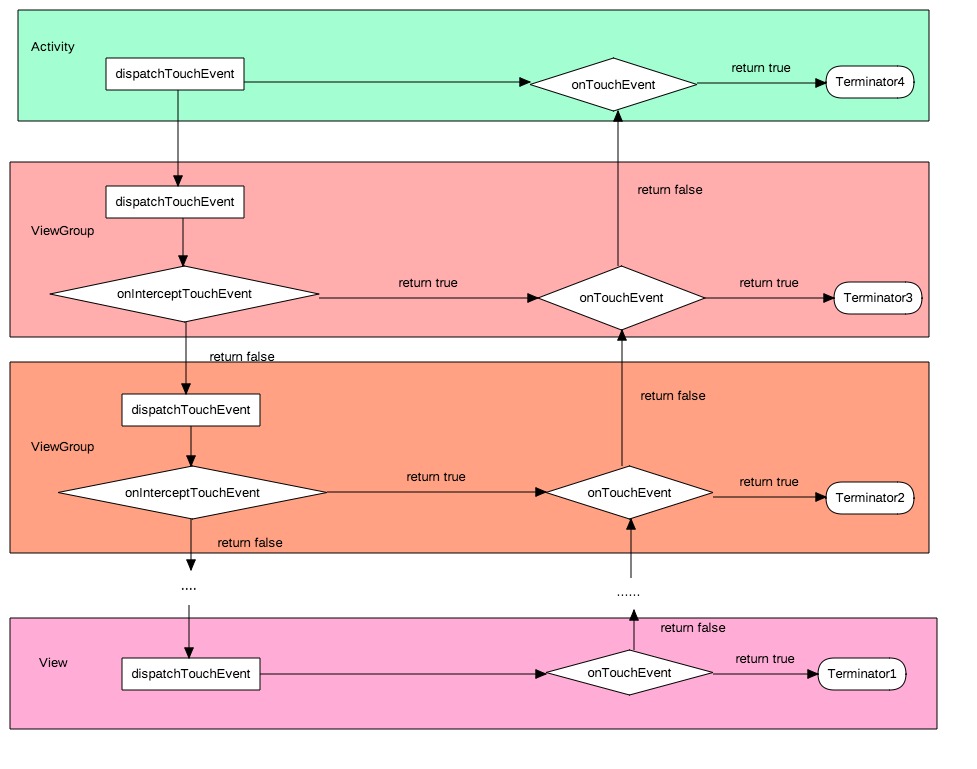 Activity
dispatchTouchEvent
onTouchEvent
return true
Terminator4
return false
dispatchTouchEvent
ViewGroup
onInterceptTouchEvent
return true
onTouchEvent
return true
Terminator3
return false
return false
dispatchTouchEvent
ViewGroup
onInterceptTouchEvent
return true
onTouchEvent
return true
Terminator2
return false
....
......
return false
View
dispatchTouchEvent
onTouchEvent
return true
Terminator1